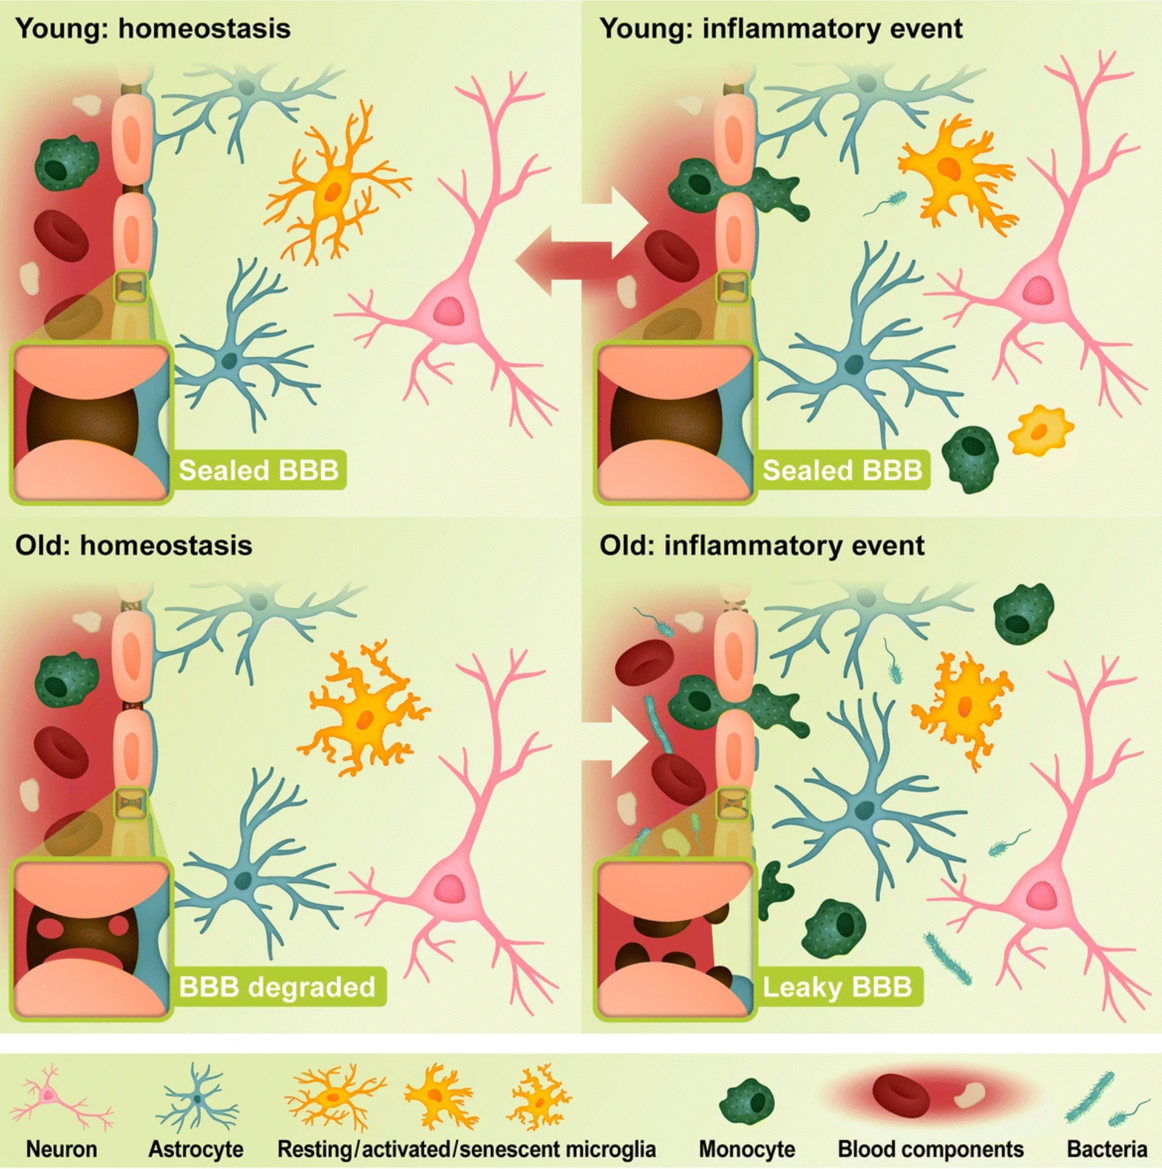 Young: homeostasis
Young: inflammatory event
Sealed BBB
Sealed BBB
Old: homeostasis
Old: inflammatory event
BBB degraded
Leaky BBB
Neuron
Astrocyte
Resting/activated/senescent microglia
Monocyte
Blood components
Bacteria